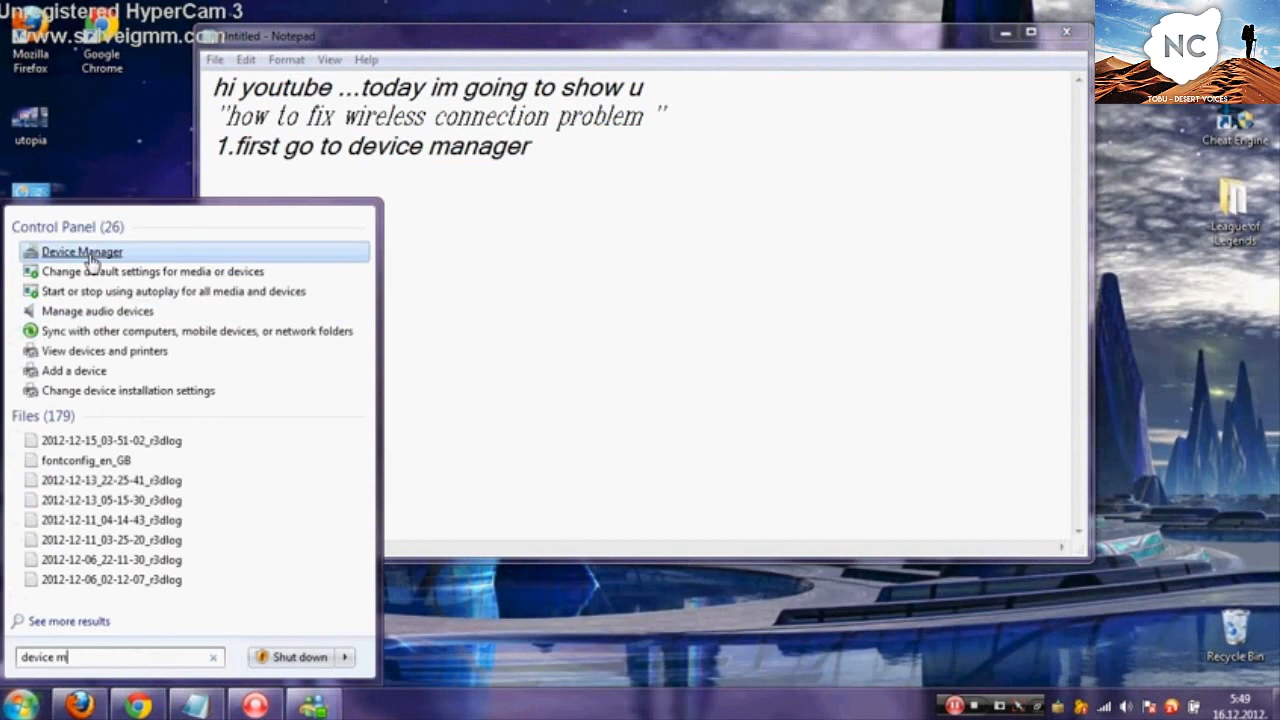 Unregistered HyperCam 3
www.solveigmm.com
Mozilla
Firefox
Google
Chrome
utopia
Untitled - Notepad
File Edit Format View Help
hi youtube ...today im going to show u
"how to fix wireless connection problem "
1.first go to device manager
NC
TOBU - DESERT VOICES
Cheat Engine
League of
Legends
Recycle Bin
Control Panel (26)
Device Manager
Change default settings for media or devices
Start or stop using autoplay for all media and devices
Manage audio devices
Sync with other computers, mobile devices, or network folders
View devices and printers
Add a device
Change device installation settings
Files (179)
2012-12-15_03-51-02_r3dlog
fontconfig_en_GB
2012-12-13_22-25-41_r3dlog
2012-12-13_05-15-30_r3dlog
2012-12-11_04-14-43_r3dlog
2012-12-11_03-25-20_r3dlog
2012-12-06_22-11-30_r3dlog
2012-12-06_02-12-07_r3dlog
See more results
device m
Shut down
5:49
16.12.2012.